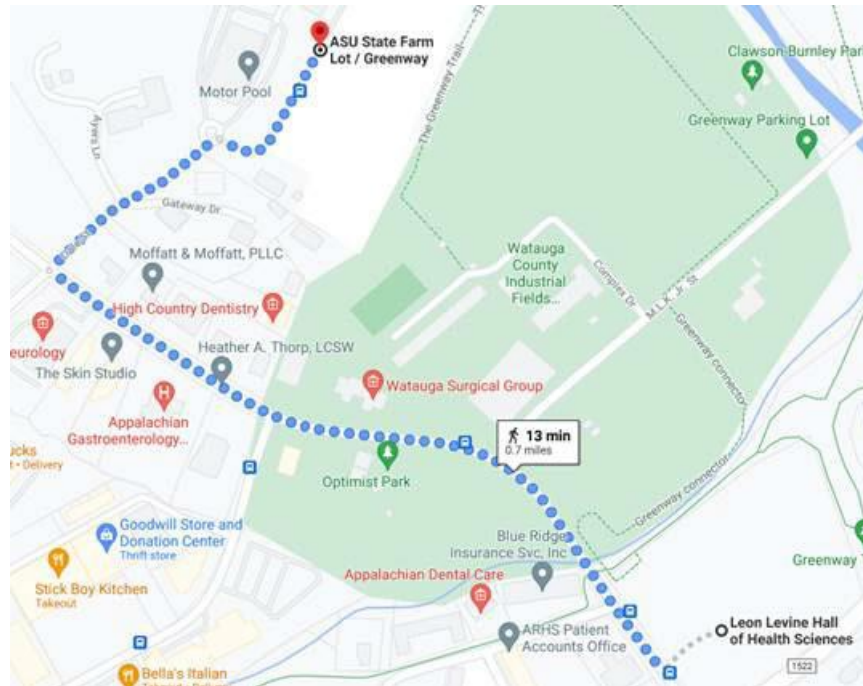 ASU State Farm
Lot / Greenway
Motor Pool
Ayers Ln
Gateway Dr
Moffatt & Moffatt, PLLC
High Country Dentistry
eurology
The Skin Studio
Heather A. Thorp, LCSW
Appalachian
Gastroenterology...
The Greenway Trail
Clawson-Burnley Par
Greenway Parking Lot
Watauga
County
Industrial
Fields...
Complex Dr
M.L.K. Jr St
Greenway connector
Watauga Surgical Group
13 min
0.7 miles
Optimist Park
Greenway connector
ucks
• Delivery
Goodwill Store and
Donation Center
Thrift store
Stick Boy Kitchen
Takeout
Blue Ridge
Insurance Svc, Inc
Appalachian Dental Care
Greenway
ARHS Patient
Accounts Office
Leon Levine Hall
of Health Sciences
1522
Bella's Italian